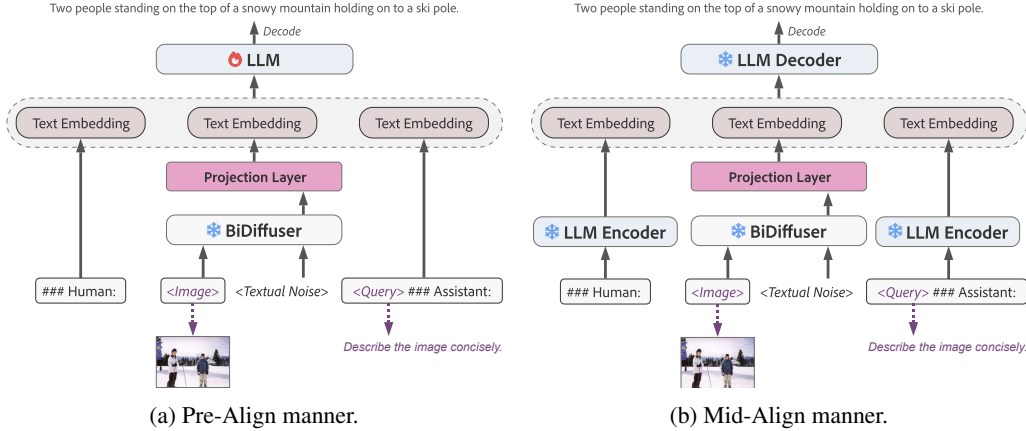 Two people standing on the top of a snowy mountain holding on to a ski pole.
Decode
LLM
Text Embedding
Text Embedding
Text Embedding
Projection Layer
BiDiffuser
### Human:
<Image>
<Textual Noise>
<Query> ### Assistant:
Describe the image concisely.
(a) Pre-Align manner.
Two people standing on the top of a snowy mountain holding on to a ski pole.
Decode
LLM Decoder
Text Embedding
Text Embedding
Text Embedding
Projection Layer
LLM Encoder
BiDiffuser
LLM Encoder
### Human:
<Image>
<Textual Noise>
<Query> ### Assistant:
Describe the image concisely.
(b) Mid-Align manner.